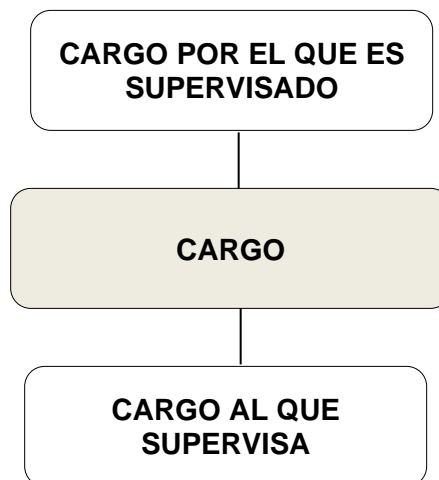 CARGO POR EL QUE ES
SUPERVISADO
CARGO
CARGO AL QUE
SUPERVISA